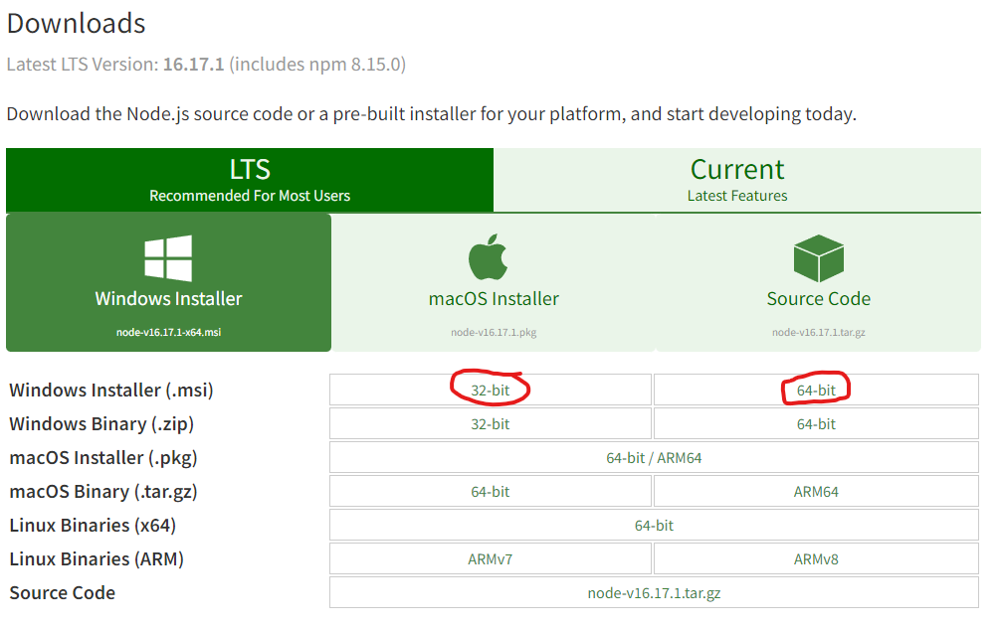 Downloads
Latest LTS Version: 16.17.1 (includes npm 8.15.0)
Download the Node.js source code or a pre-built installer for your platform, and start developing today.
LTS
Recommended For Most Users
Current
Latest Features
Windows Installer
node-v16.17.1-x64.msi
macOS Installer
node-v16.17.1.pkg
Source Code
node-v16.17.1.tar.gz
Windows Installer (.msi) 32-bit 64-bit
Windows Binary (.zip) 32-bit 64-bit
macOS Installer (.pkg) 64-bit / ARM64
macOS Binary (.tar.gz) 64-bit ARM64
Linux Binaries (x64) 64-bit
Linux Binaries (ARM) ARMv7 ARMv8
Source Code node-v16.17.1.tar.gz